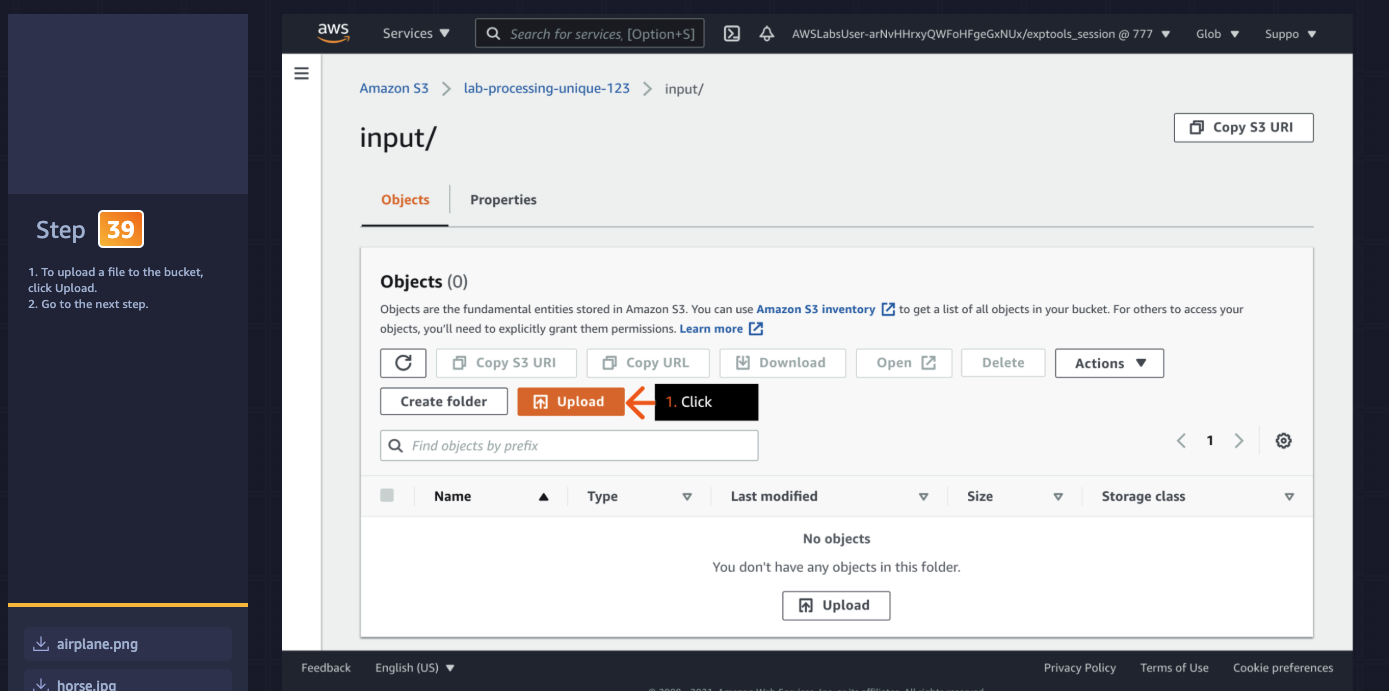 Step 39
1. To upload a file to the bucket,
click Upload.
2. Go to the next step.
airplane.png
horse.jpg
aws
Services
Search for services, [Option+S]
AWSLabsUser-arNvHHrxyQWFoHFgeGxNUx/exptools_session @ 777
Glob
Suppo
Amazon S3
lab-processing-unique-123
input/
input/
Copy S3 URI
Objects
Properties
Objects (0)
Objects are the fundamental entities stored in Amazon S3. You can use Amazon S3 inventory to get a list of all objects in your bucket. For others to access your
objects, you'll need to explicitly grant them permissions. Learn more
Copy S3 URI
Copy URL
Download
Open
Delete
Actions
Create folder
Upload
1. Click
Find objects by prefix
1
Name
Type
Last modified
Size
Storage class
No objects
You don't have any objects in this folder.
Upload
Feedback
English (US)
Privacy Policy
Terms of Use
Cookie preferences